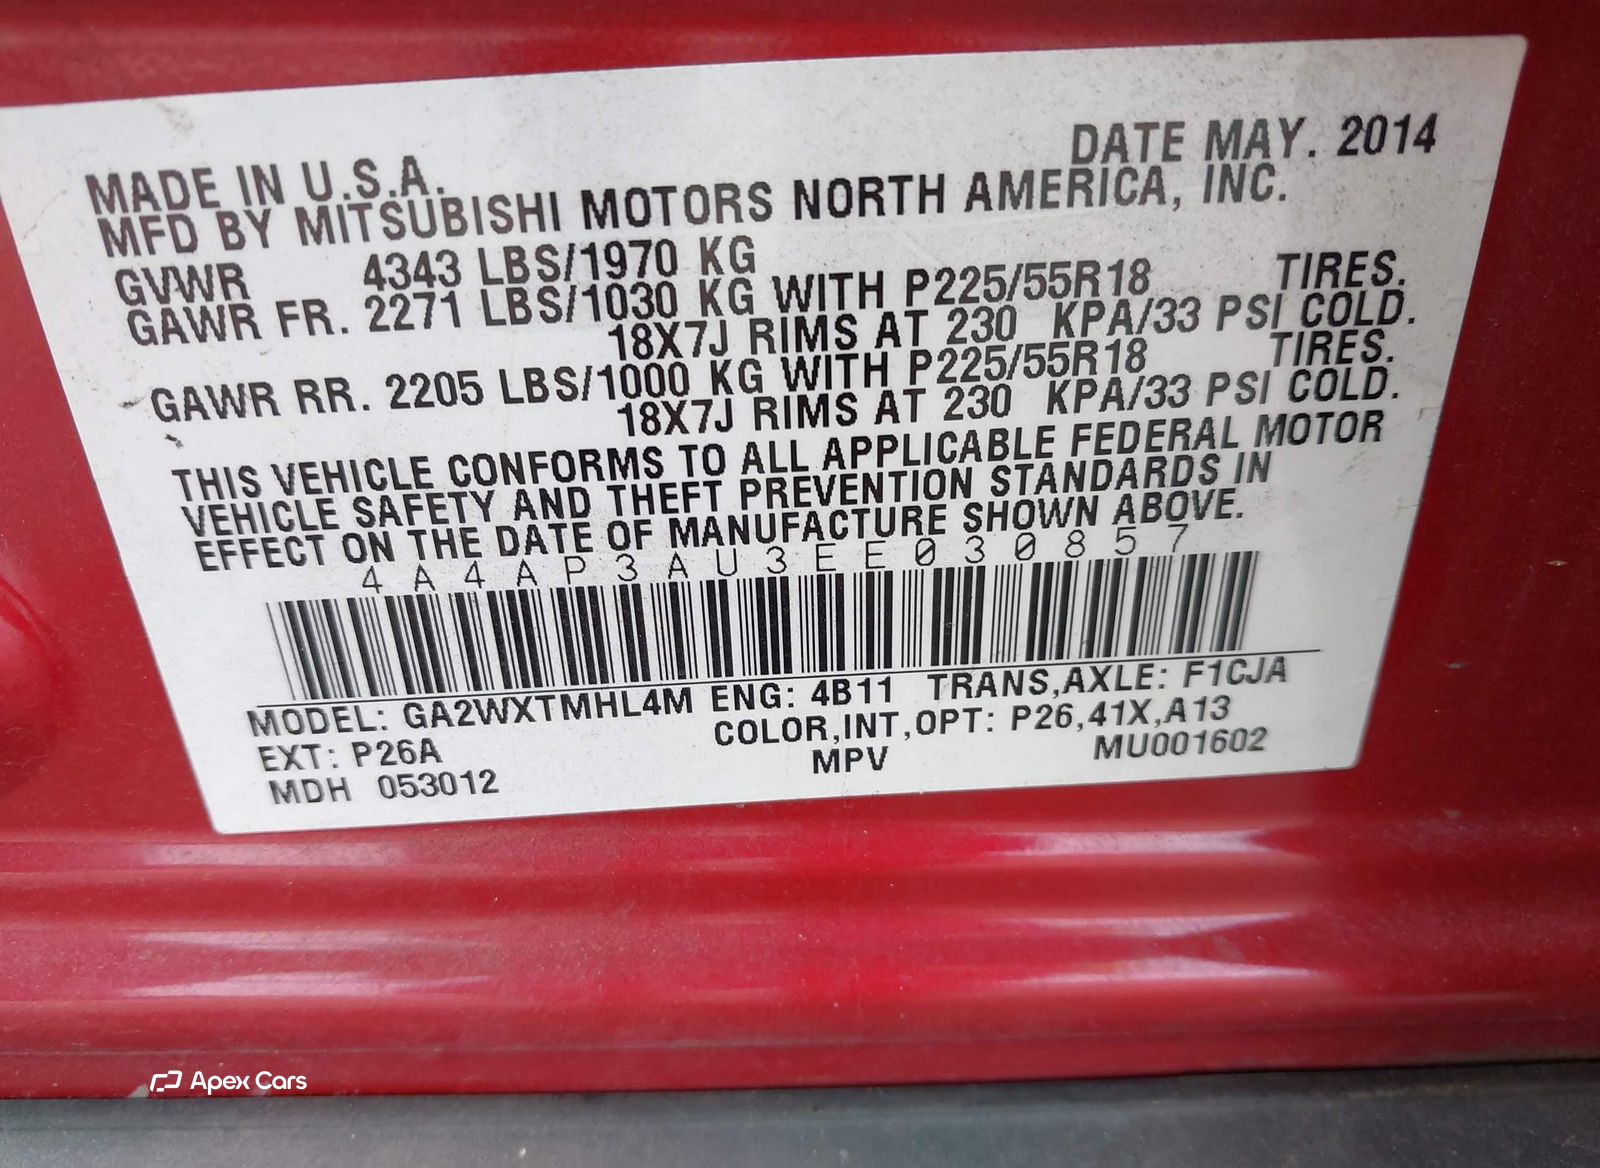 DATE MAY. 2014
MADE IN U.S.A.
MFD BY MITSUBISHI MOTORS NORTH AMERICA, INC.
GVWR 4343 LBS/1970 KG
GAWR FR. 2271 LBS/1030 KG WITH P225/55R18 TIRES.
18X7J RIMS AT 230 KPA/33 PSI COLD.
GAWR RR. 2205 LBS/1000 KG WITH P225/55R18 TIRES.
18X7J RIMS AT 230 KPA/33 PSI COLD.
THIS VEHICLE CONFORMS TO ALL APPLICABLE FEDERAL MOTOR
VEHICLE SAFETY AND THEFT PREVENTION STANDARDS IN
EFFECT ON THE DATE OF MANUFACTURE SHOWN ABOVE.
4A4AP3AU3EE030857
MODEL: GA2WXTMHL4M ENG: 4B11 TRANS,AXLE: F1CJA
EXT: P26A COLOR,INT,OPT: P26,41X,A13
MDH 053012 MPV MU001602
Apex Cars